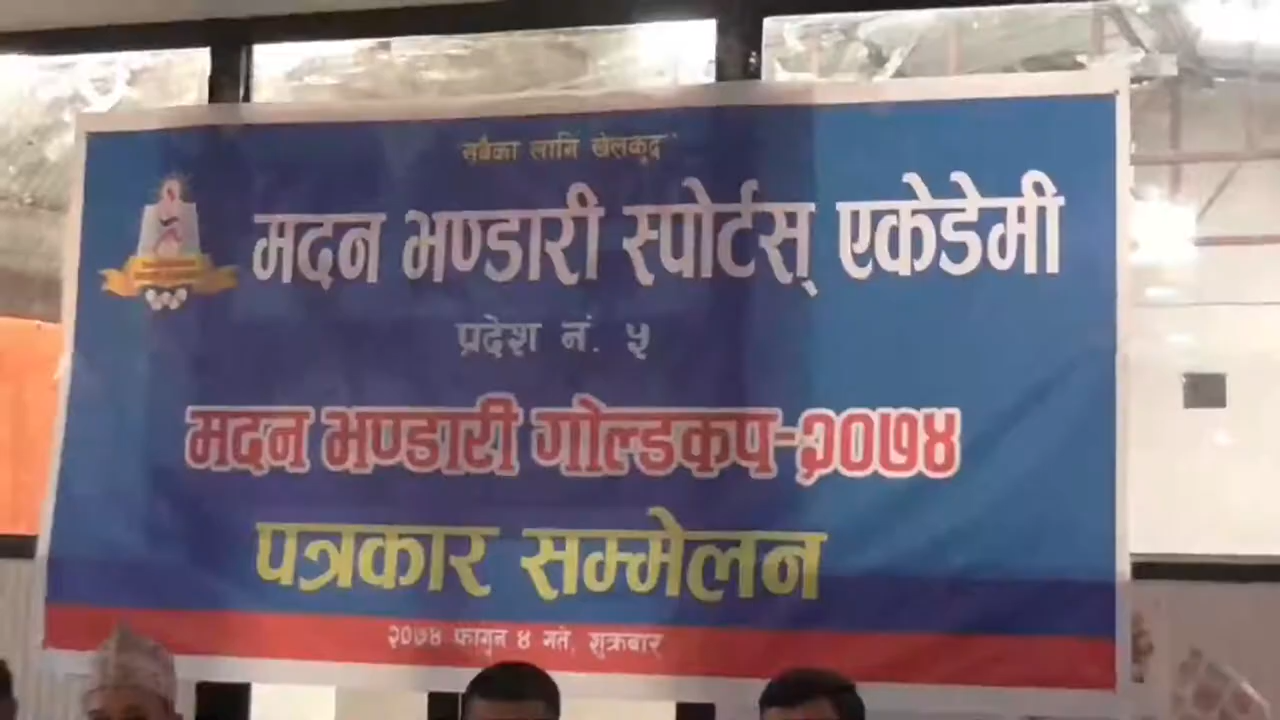 सबैका लागि खेलकुद
मदन भण्डारी स्पोर्टस् एकेडेमी
प्रदेश नं. ५
मदन भण्डारी गोल्डकप-२०७४
पत्रकार सम्मेलन
२०७४ फागुन ४ गते, शुक्रबार